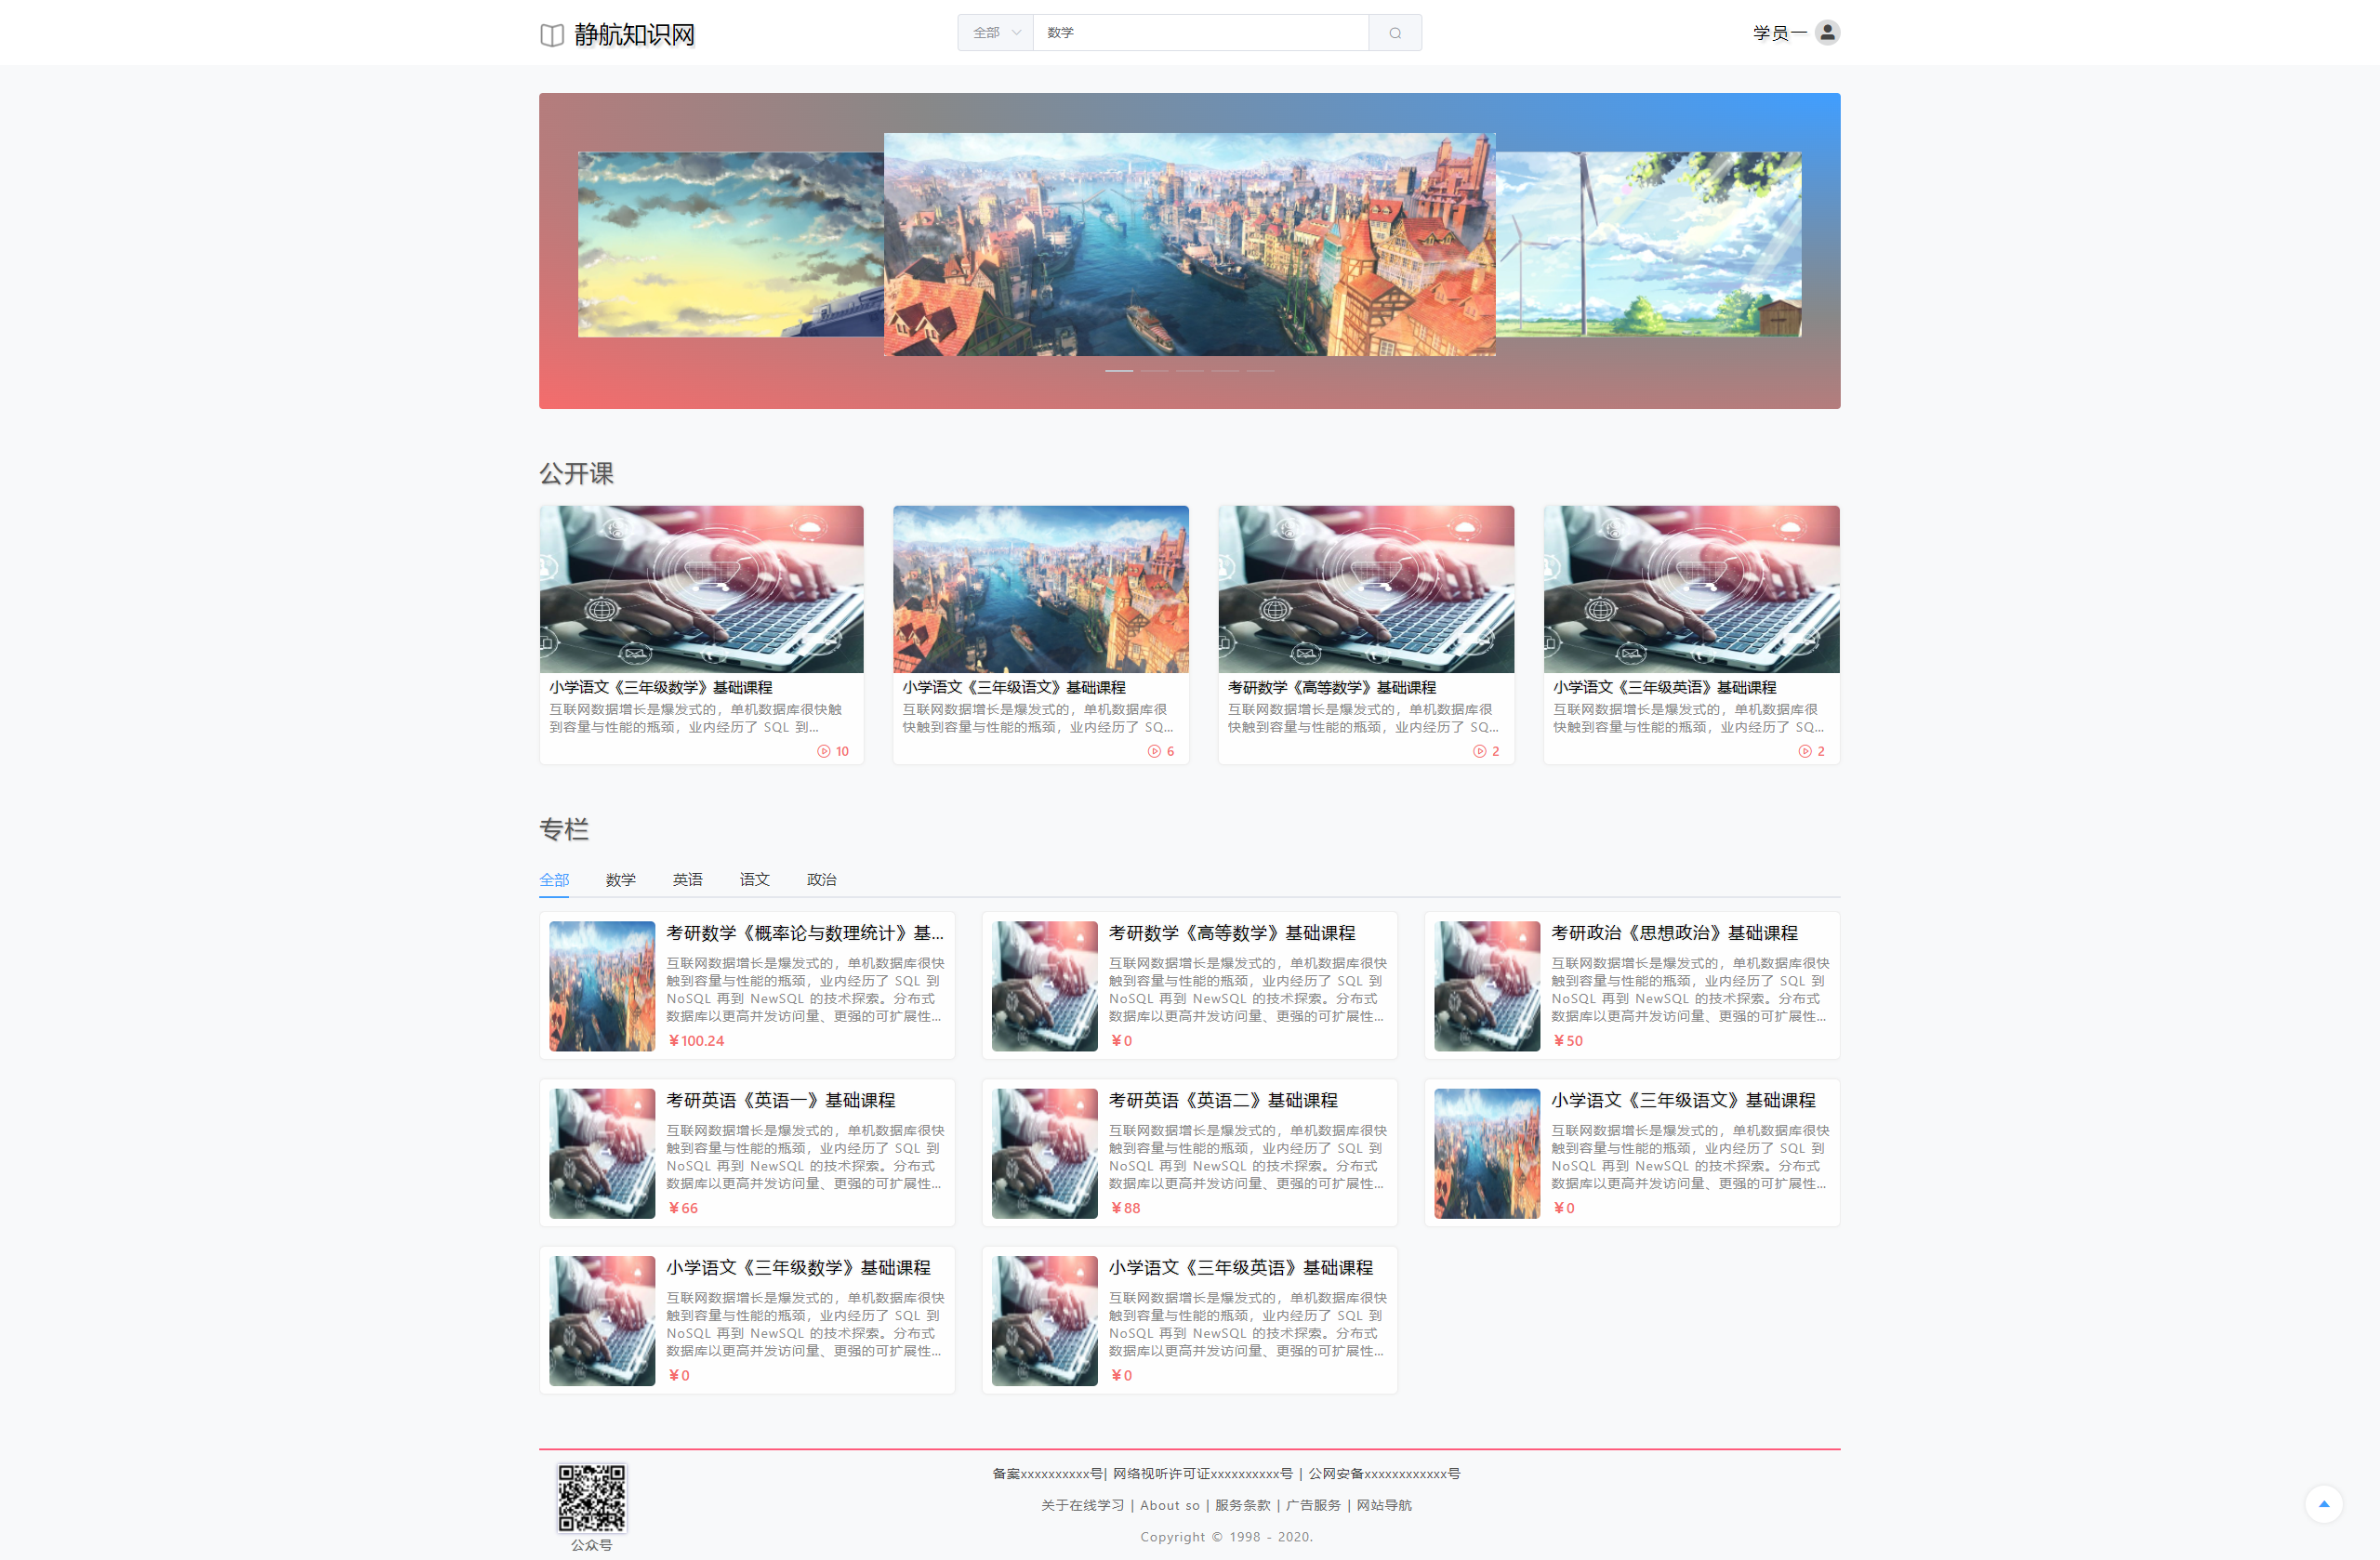 静航知识网
全部
数学
学员一
公开课
小学语文《三年级数学》基础课程
互联网数据增长是爆发式的，单机数据库很快触
到容量与性能的瓶颈，业内经历了 SQL 到...
10
小学语文《三年级语文》基础课程
互联网数据增长是爆发式的，单机数据库很
快触到容量与性能的瓶颈，业内经历了 SQ...
6
考研数学《高等数学》基础课程
互联网数据增长是爆发式的，单机数据库很
快触到容量与性能的瓶颈，业内经历了 SQ...
2
小学语文《三年级英语》基础课程
互联网数据增长是爆发式的，单机数据库很
快触到容量与性能的瓶颈，业内经历了 SQ...
2
专栏
全部 数学 英语 语文 政治
考研数学《概率论与数理统计》基...
互联网数据增长是爆发式的，单机数据库很快
触到容量与性能的瓶颈，业内经历了 SQL 到
NoSQL 再到 NewSQL 的技术探索。分布式
数据库以更高并发访问量、更强的可扩展性...
￥100.24
考研数学《高等数学》基础课程
互联网数据增长是爆发式的，单机数据库很快
触到容量与性能的瓶颈，业内经历了 SQL 到
NoSQL 再到 NewSQL 的技术探索。分布式
数据库以更高并发访问量、更强的可扩展性...
￥0
考研政治《思想政治》基础课程
互联网数据增长是爆发式的，单机数据库很快
触到容量与性能的瓶颈，业内经历了 SQL 到
NoSQL 再到 NewSQL 的技术探索。分布式
数据库以更高并发访问量、更强的可扩展性...
￥50
考研英语《英语一》基础课程
互联网数据增长是爆发式的，单机数据库很快
触到容量与性能的瓶颈，业内经历了 SQL 到
NoSQL 再到 NewSQL 的技术探索。分布式
数据库以更高并发访问量、更强的可扩展性...
￥66
考研英语《英语二》基础课程
互联网数据增长是爆发式的，单机数据库很快
触到容量与性能的瓶颈，业内经历了 SQL 到
NoSQL 再到 NewSQL 的技术探索。分布式
数据库以更高并发访问量、更强的可扩展性...
￥88
小学语文《三年级语文》基础课程
互联网数据增长是爆发式的，单机数据库很快
触到容量与性能的瓶颈，业内经历了 SQL 到
NoSQL 再到 NewSQL 的技术探索。分布式
数据库以更高并发访问量、更强的可扩展性...
￥0
小学语文《三年级数学》基础课程
互联网数据增长是爆发式的，单机数据库很快
触到容量与性能的瓶颈，业内经历了 SQL 到
NoSQL 再到 NewSQL 的技术探索。分布式
数据库以更高并发访问量、更强的可扩展性...
￥0
小学语文《三年级英语》基础课程
互联网数据增长是爆发式的，单机数据库很快
触到容量与性能的瓶颈，业内经历了 SQL 到
NoSQL 再到 NewSQL 的技术探索。分布式
数据库以更高并发访问量、更强的可扩展性...
￥0
备案xxxxxxxxxx号| 网络视听许可证xxxxxxxxxx号 | 公网安备xxxxxxxxxxxx号
关于在线学习 | About so | 服务条款 | 广告服务 | 网站导航
Copyright © 1998 - 2020.
公众号